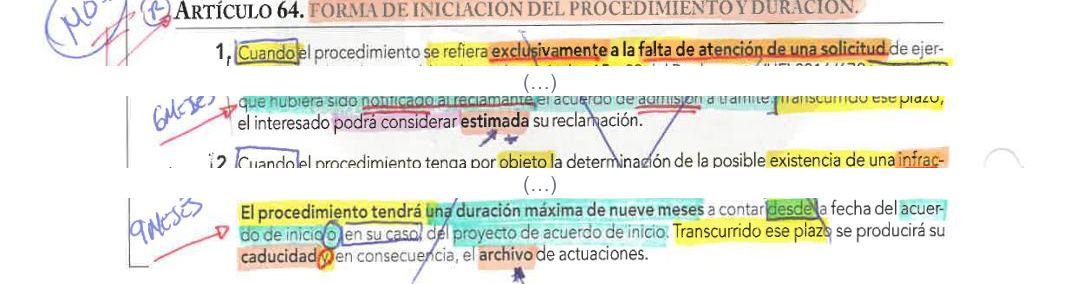 ARTÍCULO 64. FORMA DE INICIACIÓN DEL PROCEDIMIENTO Y DURACIÓN.
1, Cuando el procedimiento se refiera exclusivamente a la falta de atención de una solicitud de ejer-
(...)
6 MESES que hubiera sido notificado al reclamante el acuerdo de admisión a trámite. Transcurrido ese plazo,
el interesado podrá considerar estimada su reclamación.
2 Cuando el procedimiento tenga por objeto la determinación de la posible existencia de una infrac-
(...)
9 MESES El procedimiento tendrá una duración máxima de nueve meses a contar desde la fecha del acuer-
do de inicio o, en su caso, del proyecto de acuerdo de inicio. Transcurrido ese plazo se producirá su
caducidad y, en consecuencia, el archivo de actuaciones.